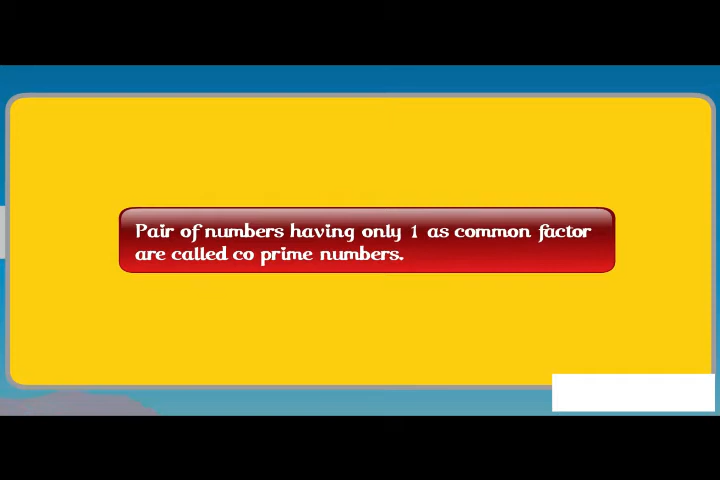 Pair of numbers having only 1 as common factor
are called co prime numbers.